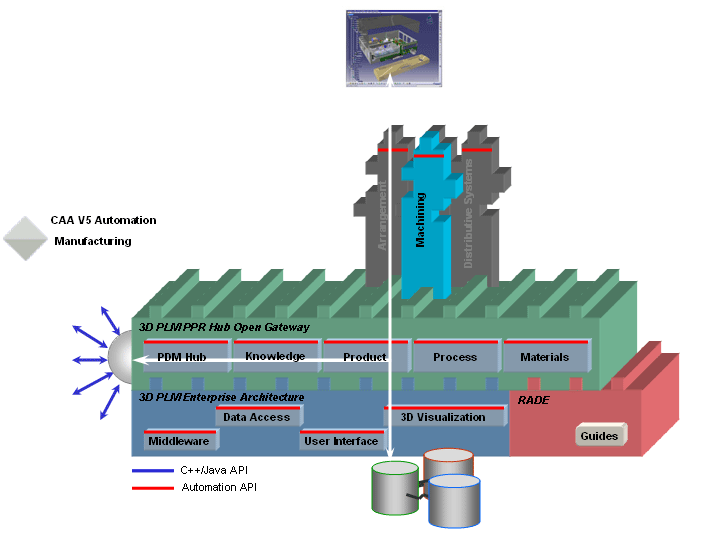 Arrangement
Machining
Distributive Systems
CAA V5 Automation
Manufacturing
3D PLM PPR Hub Open Gateway
PDM Hub
Knowledge
Product
Process
Materials
3D PLM Enterprise Architecture
RADE
Data Access
3D Visualization
Middleware
User Interface
Guides
C++/Java API
Automation API